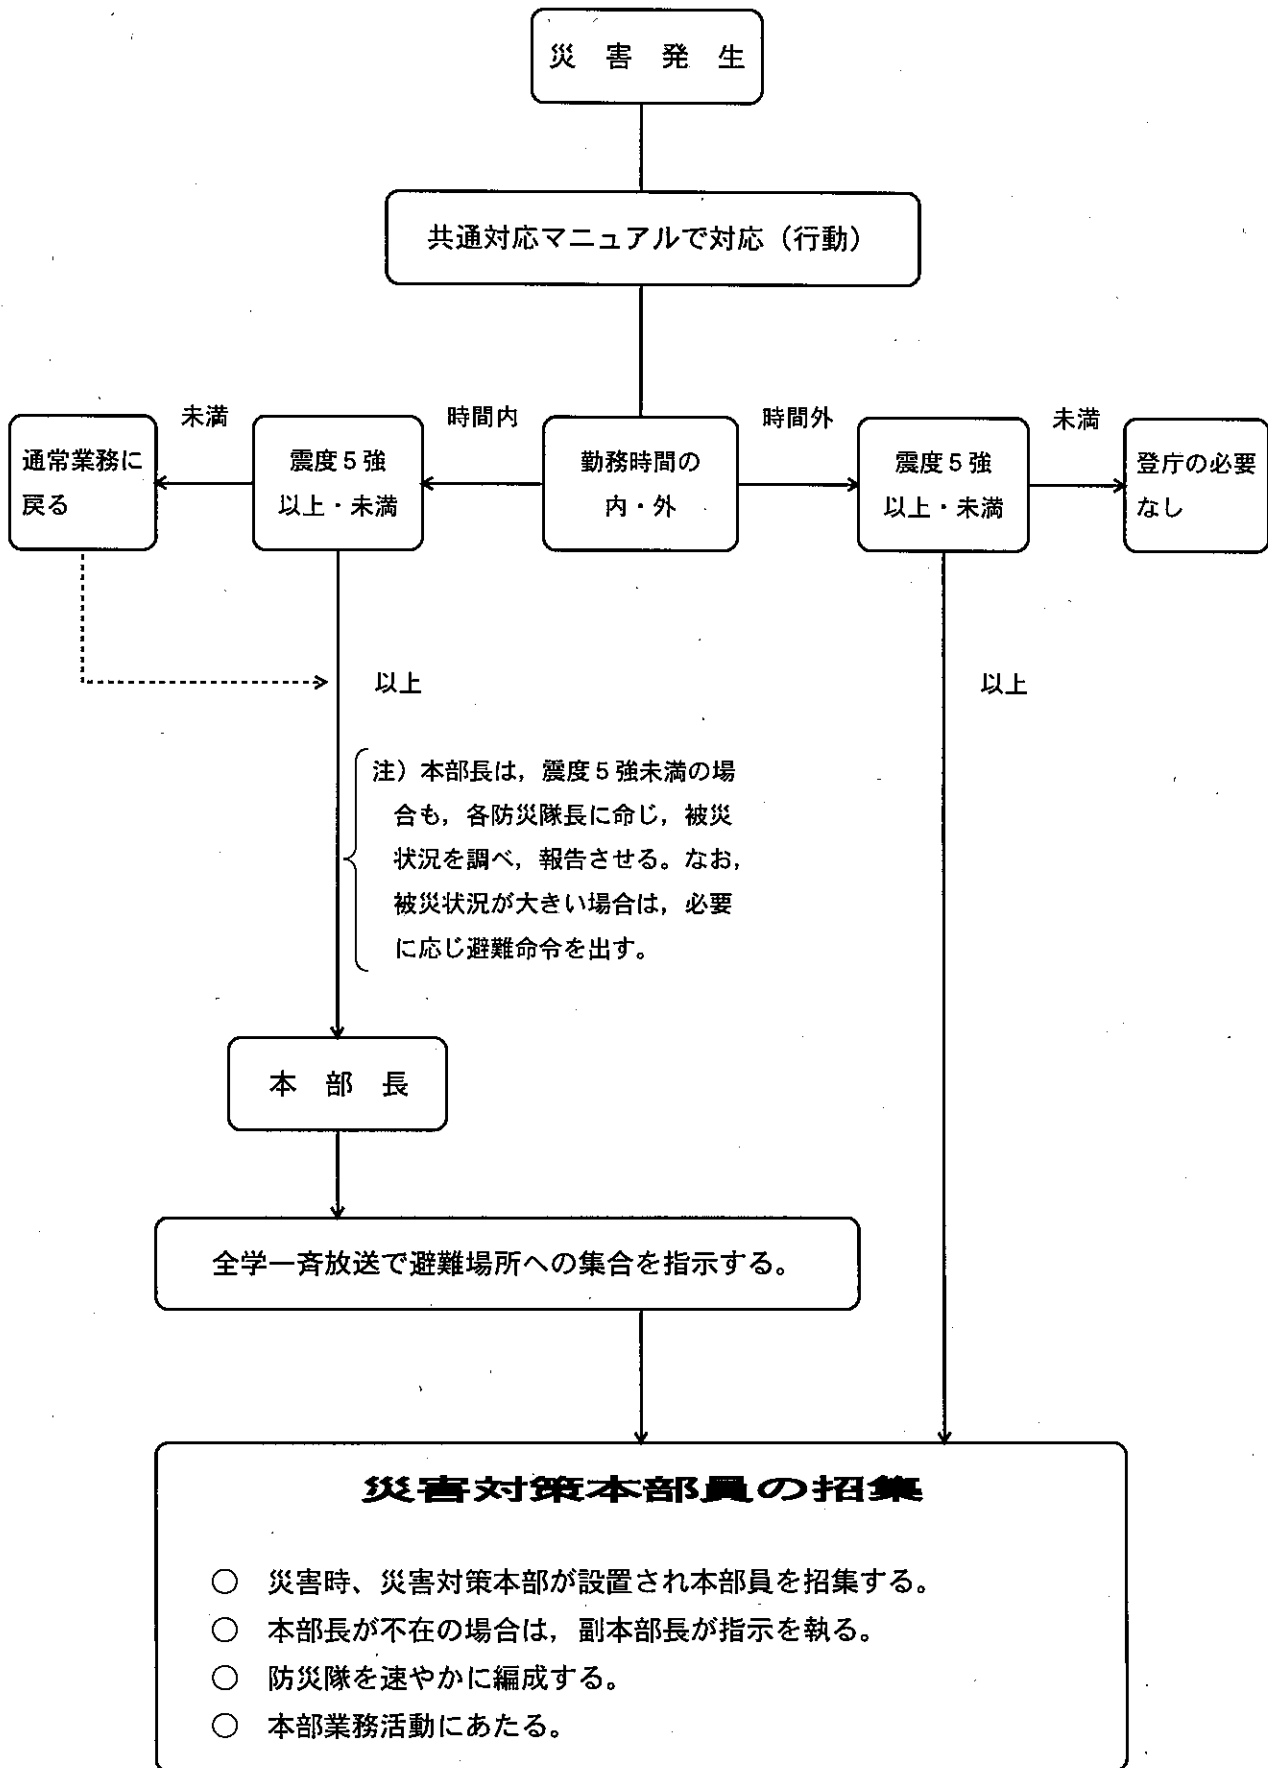 災害発生
共通対応マニュアルで対応（行動）
未満
時間内
時間外
未満
通常業務に
戻る
震度５強
以上・未満
勤務時間の
内・外
震度５強
以上・未満
登庁の必要
なし
以上
以上
注）本部長は，震度５強未満の場
合も，各防災隊長に命じ，被災
状況を調べ，報告させる。なお，
被災状況が大きい場合は，必要
に応じ避難命令を出す。
本部長
全学一斉放送で避難場所への集合を指示する。
災害対策本部員の招集
○ 災害時、災害対策本部が設置され本部員を招集する。
○ 本部長が不在の場合は，副本部長が指示を執る。
○ 防災隊を速やかに編成する。
○ 本部業務活動にあたる。